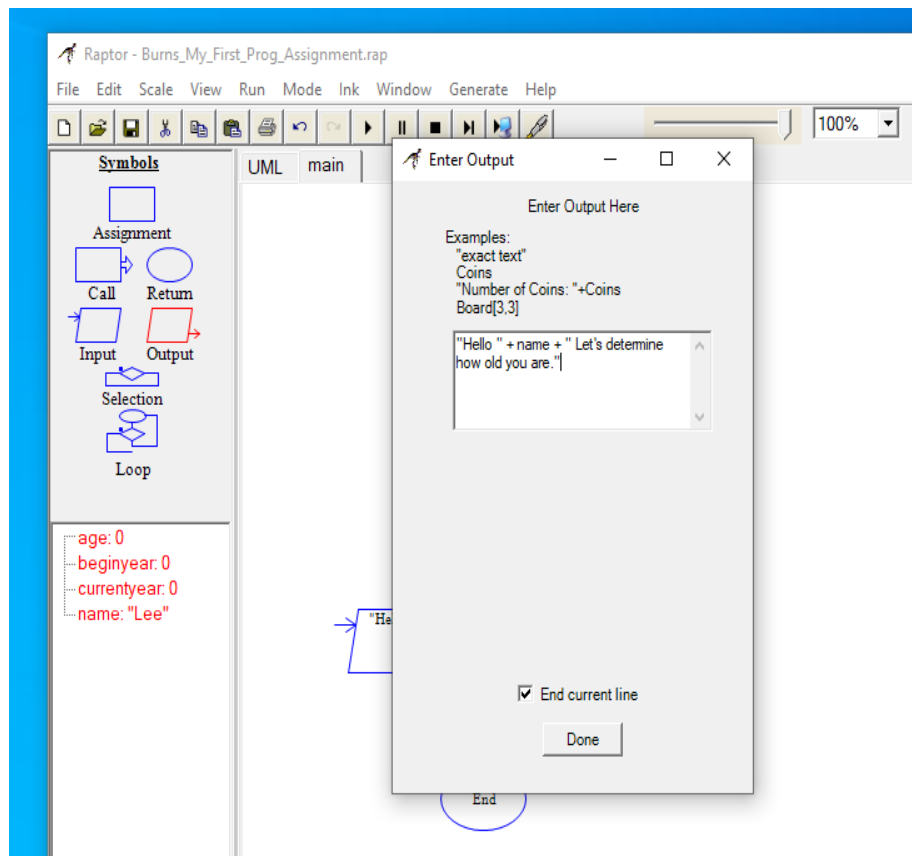 Raptor - Burns_My_First_Prog_Assignment.rap
File Edit Scale View Run Mode Ink Window Generate Help
100%
Symbols
Assignment
Call Return
Input Output
Selection
Loop
age: 0
beginyear: 0
currentyear: 0
name: "Lee"
UML main
"He
End
Enter Output
Enter Output Here
Examples:
"exact text"
Coins
"Number of Coins: "+Coins
Board[3,3]
"Hello " + name + " Let's determine
how old you are."
End current line
Done